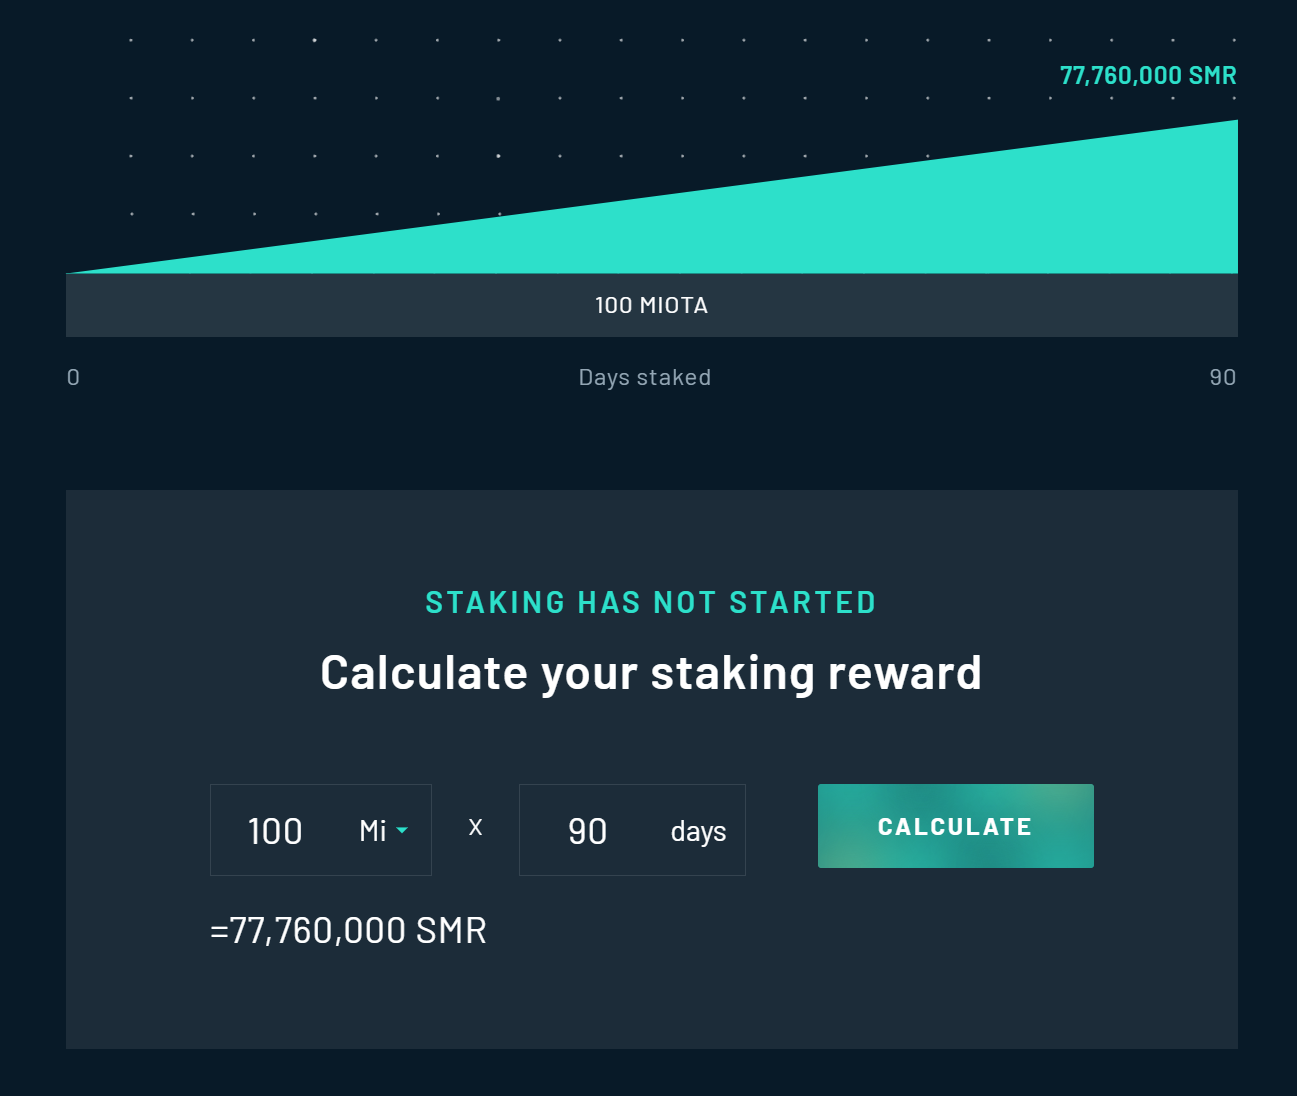 77,760,000 SMR
100 MIOTA
0 Days staked 90
STAKING HAS NOT STARTED
Calculate your staking reward
100 Mi X 90 days CALCULATE
=77,760,000 SMR